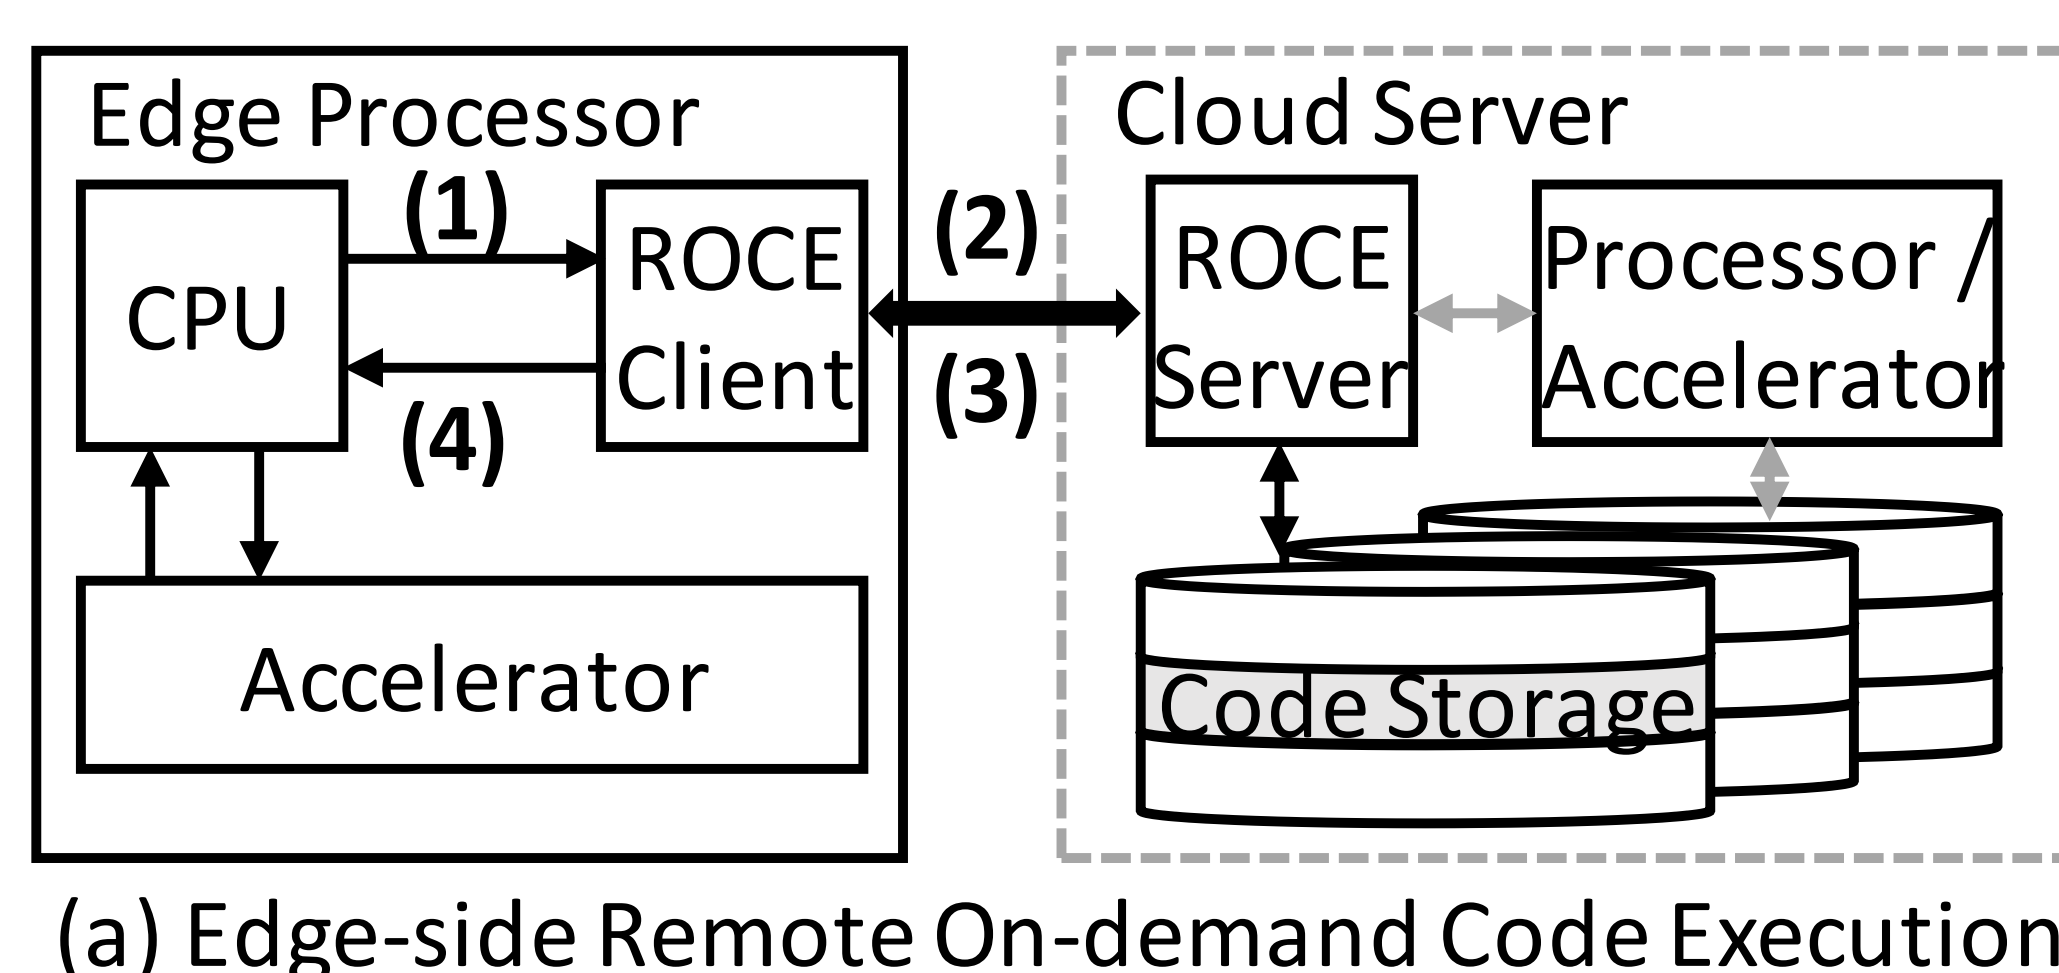 Edge Processor
CPU
(1)
ROCE
Client
(4)
Accelerator
(2)
(3)
Cloud Server
ROCE
Server
Processor /
Accelerator
Code Storage
(a) Edge-side Remote On-demand Code Execution